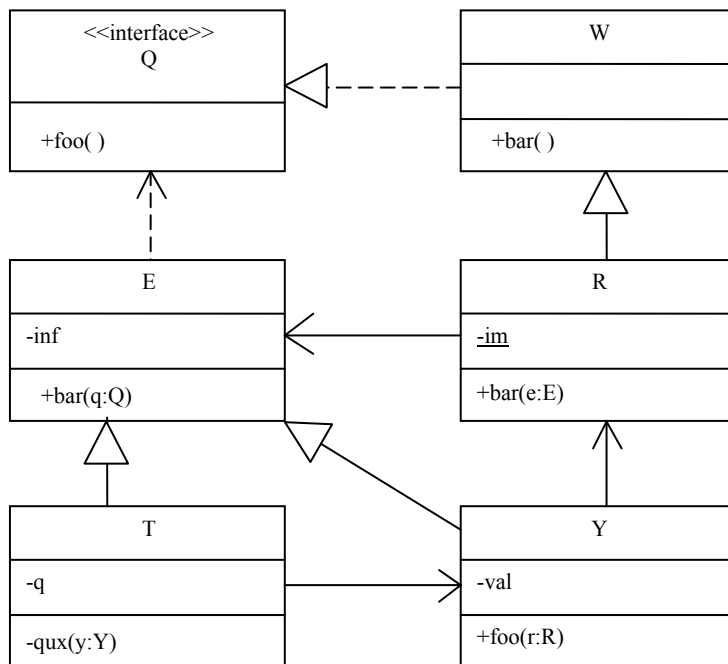 <<interface>>
Q
+foo( )
W
+bar( )
E
-inf
+bar(q:Q)
R
-im
+bar(e:E)
T
-q
-qux(y:Y)
Y
-val
+foo(r:R)